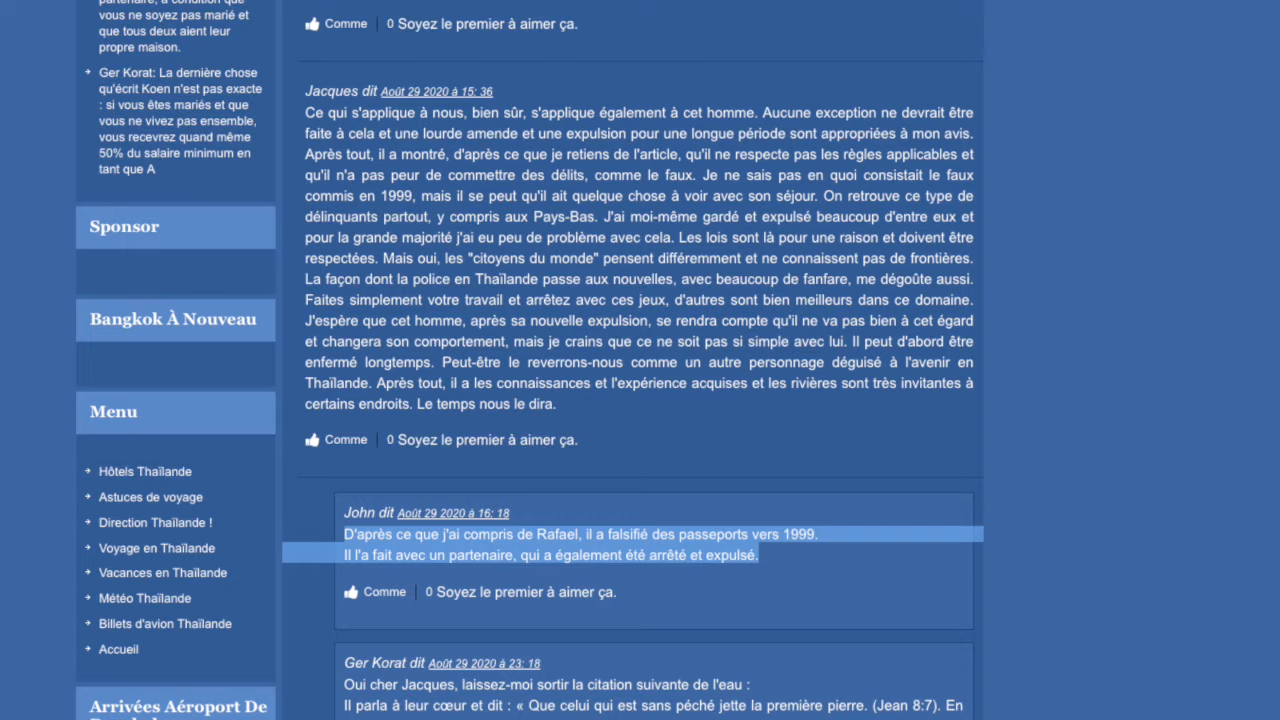 partenaire, à condition que
vous ne soyez pas marié et
que tous deux aient leur
propre maison.
Ger Korat: La dernière chose
qu'écrit Koen n'est pas exacte
: si vous êtes mariés et que
vous ne vivez pas ensemble,
vous recevrez quand même
50% du salaire minimum en
tant que A
Sponsor
Bangkok À Nouveau
Menu
Hôtels Thaïlande
Astuces de voyage
Direction Thaïlande !
Voyage en Thaïlande
Vacances en Thaïlande
Météo Thaïlande
Billets d'avion Thaïlande
Accueil
Arrivées Aéroport De
Comme 0 Soyez le premier à aimer ça.
Jacques dit Août 29 2020 à 15: 36
Ce qui s'applique à nous, bien sûr, s'applique également à cet homme. Aucune exception ne devrait être
faite à cela et une lourde amende et une expulsion pour une longue période sont appropriées à mon avis.
Après tout, il a montré, d'après ce que je retiens de l'article, qu'il ne respecte pas les règles applicables et
qu'il n'a pas peur de commettre des délits, comme le faux. Je ne sais pas en quoi consistait le faux
commis en 1999, mais il se peut qu'il ait quelque chose à voir avec son séjour. On retrouve ce type de
délinquants partout, y compris aux Pays-Bas. J'ai moi-même gardé et expulsé beaucoup d'entre eux et
pour la grande majorité j'ai eu peu de problème avec cela. Les lois sont là pour une raison et doivent être
respectées. Mais oui, les "citoyens du monde" pensent différemment et ne connaissent pas de frontières.
La façon dont la police en Thaïlande passe aux nouvelles, avec beaucoup de fanfare, me dégoûte aussi.
Faites simplement votre travail et arrêtez avec ces jeux, d'autres sont bien meilleurs dans ce domaine.
J'espère que cet homme, après sa nouvelle expulsion, se rendra compte qu'il ne va pas bien à cet égard
et changera son comportement, mais je crains que ce ne soit pas si simple avec lui. Il peut d'abord être
enfermé longtemps. Peut-être le reverrons-nous comme un autre personnage déguisé à l'avenir en
Thaïlande. Après tout, il a les connaissances et l'expérience acquises et les rivières sont très invitantes à
certains endroits. Le temps nous le dira.
Comme 0 Soyez le premier à aimer ça.
John dit Août 29 2020 à 16: 18
D'après ce que j'ai compris de Rafael, il a falsifié des passeports vers 1999.
Il l'a fait avec un partenaire, qui a également été arrêté et expulsé.
Comme 0 Soyez le premier à aimer ça.
Ger Korat dit Août 29 2020 à 23: 18
Oui cher Jacques, laissez-moi sortir la citation suivante de l'eau :
Il parla à leur cœur et dit : « Que celui qui est sans péché jette la première pierre. (Jean 8:7). En